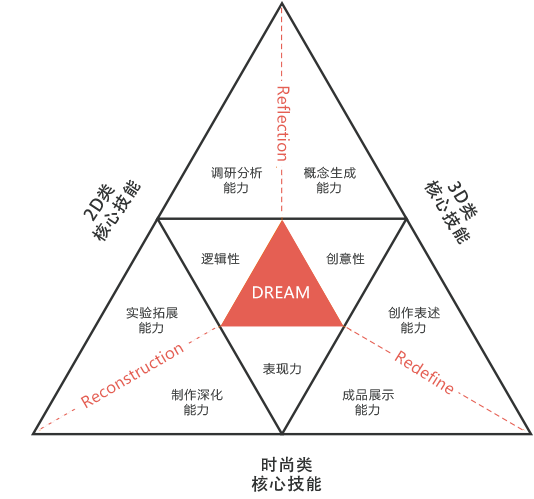 Reflection
调研分析
能力
概念生成
能力
2D类
核心技能
3D类
核心技能
逻辑性
创意性
DREAM
实验拓展
能力
创作表述
能力
Reconstruction
表现力
Redefine
制作深化
能力
成品展示
能力
时尚类
核心技能